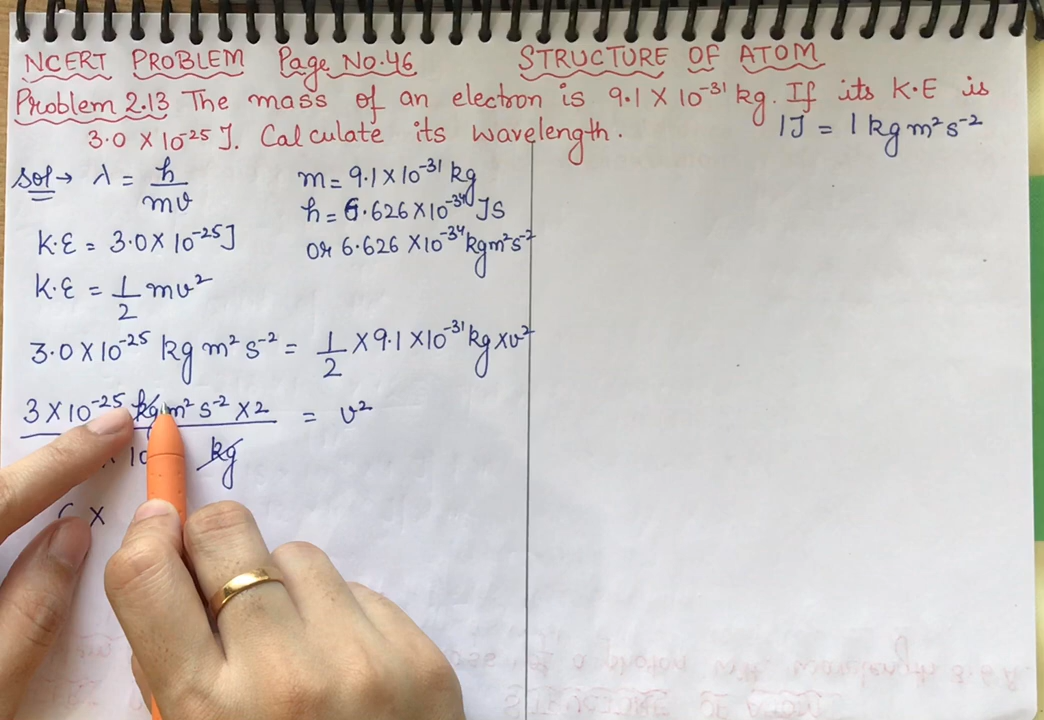 NCERT PROBLEM Page No.46 STRUCTURE OF ATOM
Problem 2.13 The mass of an electron is 9.1 X 10⁻³¹ kg. If its K.E is
3.0 X 10⁻²⁵ J. Calculate its wavelength.
1J = 1 kg m² s⁻²
Sol → λ = h/mv
K.E = 3.0 X 10⁻²⁵ J
K.E = 1/2 mv²
m = 9.1 X 10⁻³¹ kg
h = 6.626 X 10⁻³⁴ JS
or 6.626 X 10⁻³⁴ kg m² s⁻²
3.0 X 10⁻²⁵ kg m² s⁻² = 1/2 X 9.1 X 10⁻³¹ kg x v²
3 X 10⁻²⁵ kg m² s⁻² X 2 = v²
10 kg
6 X